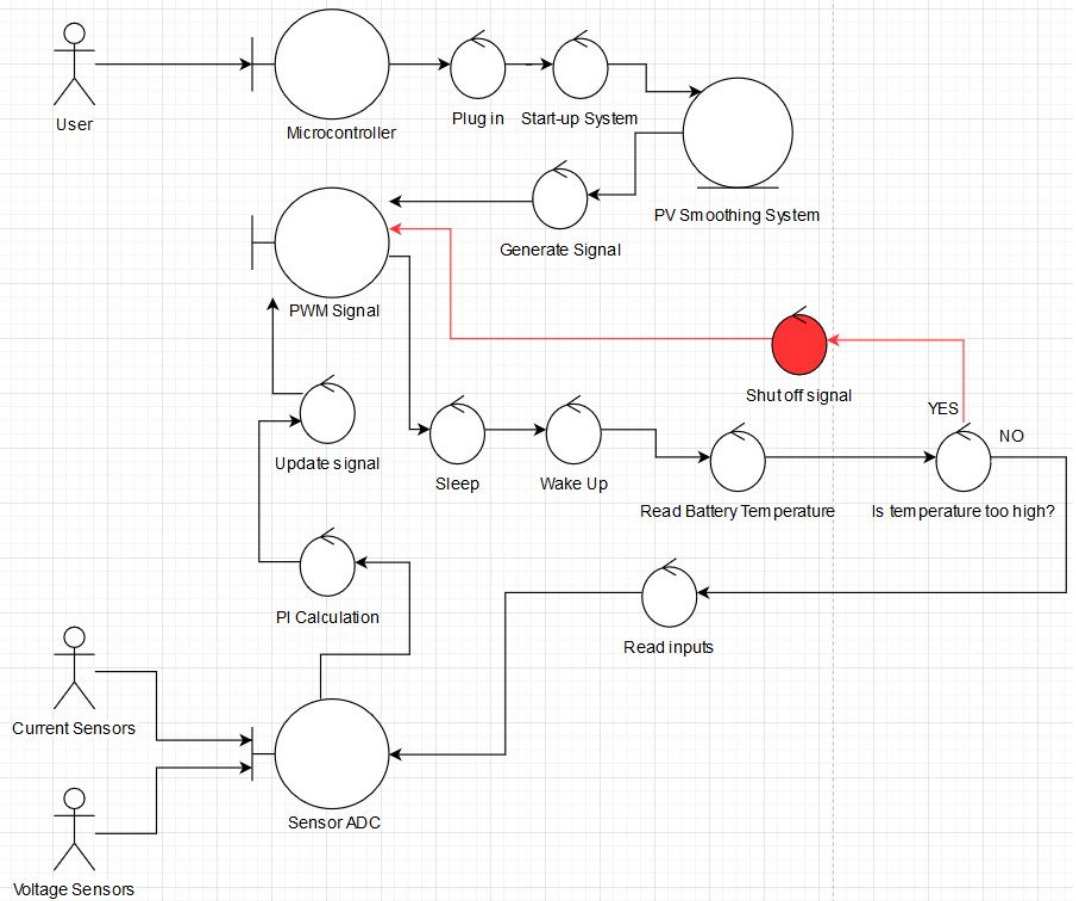 User
Microcontroller
Plug in
Start-up System
PV Smoothing System
Generate Signal
PWM Signal
Shut off signal
YES
NO
Update signal
Sleep
Wake Up
Read Battery Temperature
Is temperature too high?
PI Calculation
Read inputs
Current Sensors
Sensor ADC
Voltage Sensors